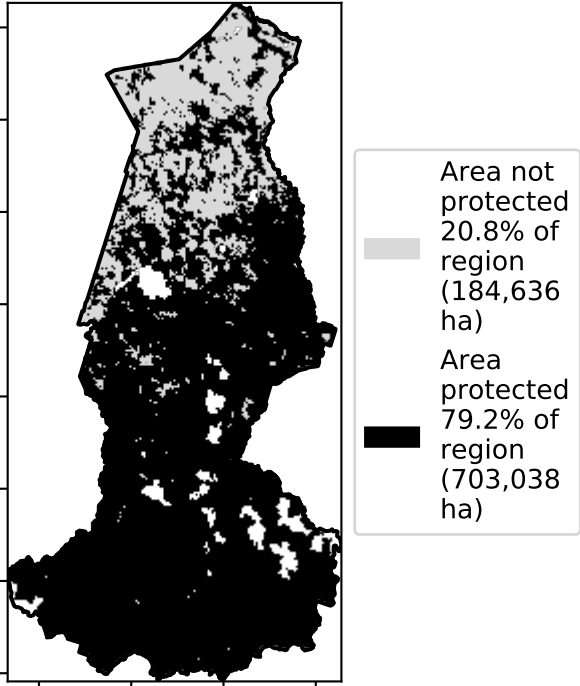 Area not
protected
20.8% of
region
(184,636
ha)
Area
protected
79.2% of
region
(703,038
ha)